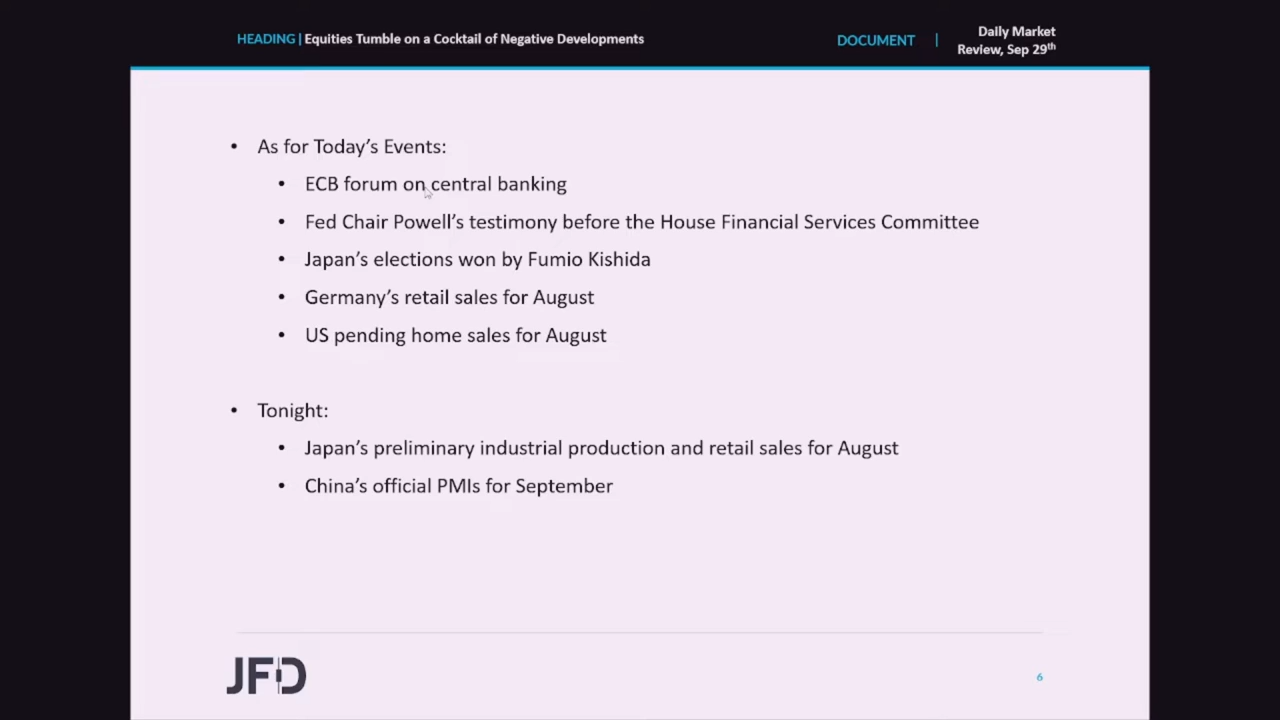 HEADING | Equities Tumble on a Cocktail of Negative Developments
DOCUMENT | Daily Market
Review, Sep 29th
• As for Today's Events:
• ECB forum on central banking
• Fed Chair Powell's testimony before the House Financial Services Committee
• Japan's elections won by Fumio Kishida
• Germany's retail sales for August
• US pending home sales for August
• Tonight:
• Japan's preliminary industrial production and retail sales for August
• China's official PMIs for September
JFD
6